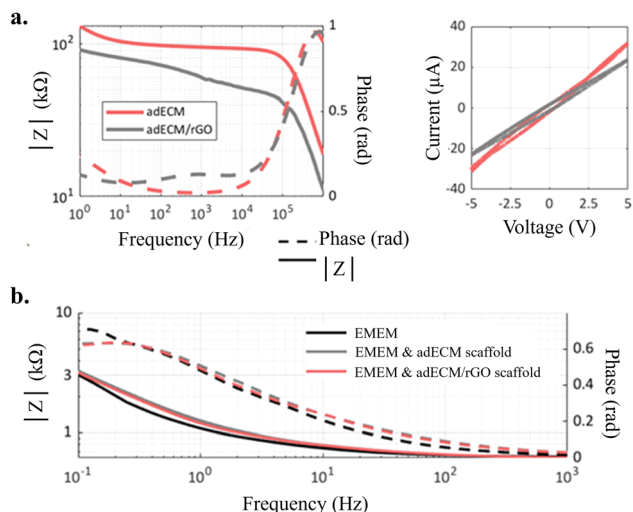 a.
10²
10¹
|Z| (kΩ)
adECM
adECM/rGO
1
0.5
0
Phase (rad)
10⁰ 10¹ 10² 10³ 10⁴ 10⁵
Frequency (Hz)
Phase (rad)
|Z|
40
20
0
-20
-40
Current (µA)
-5 -2.5 0 2.5 5
Voltage (V)
b.
10
3
1
|Z| (kΩ)
EMEM
EMEM & adECM scaffold
EMEM & adECM/rGO scaffold
0.6
0.4
0.2
0
Phase (rad)
10⁻¹ 10⁰ 10¹ 10² 10³
Frequency (Hz)